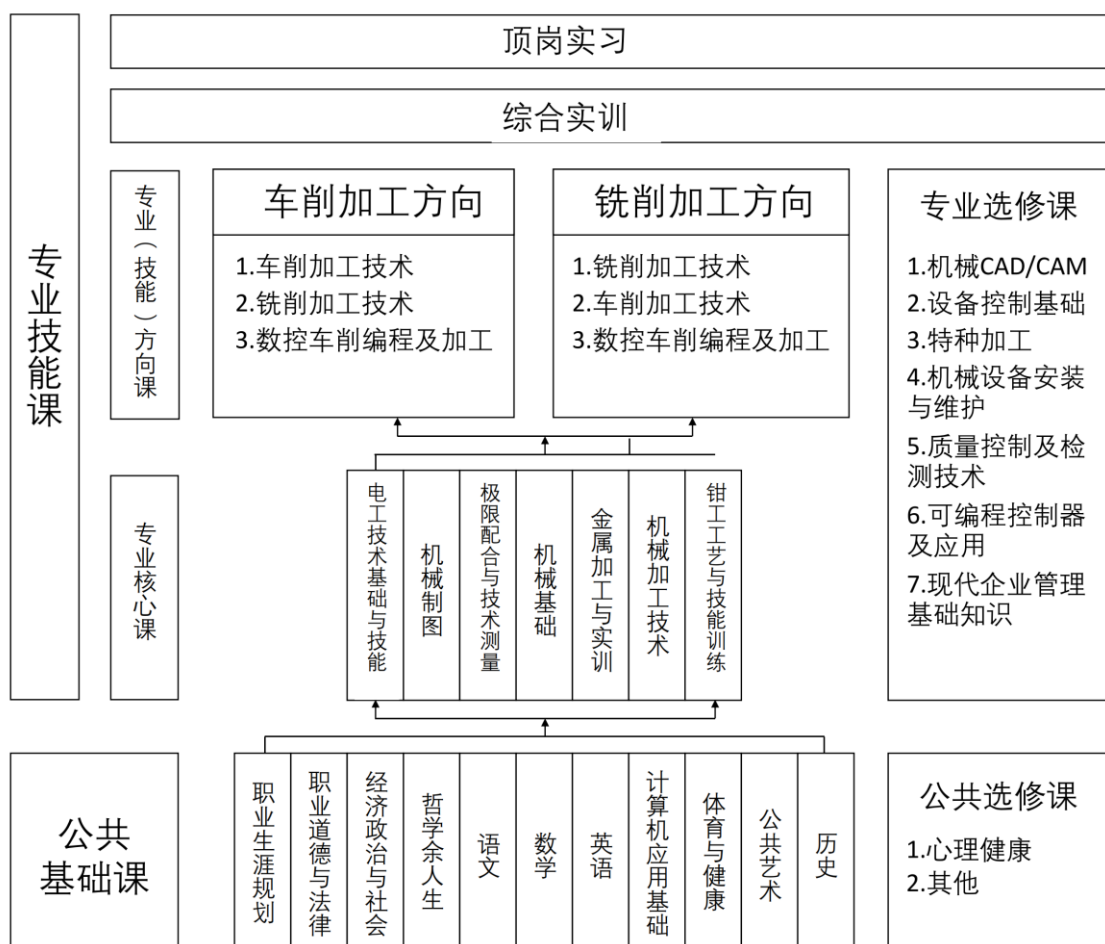 顶岗实习
综合实训
专业技能课
专业（技能）方向课
车削加工方向
1.车削加工技术
2.铣削加工技术
3.数控车削编程及加工
铣削加工方向
1.铣削加工技术
2.车削加工技术
3.数控车削编程及加工
专业选修课
1.机械CAD/CAM
2.设备控制基础
3.特种加工
4.机械设备安装
与维护
5.质量控制及检
测技术
6.可编程控制器
及应用
7.现代企业管理
基础知识
专业核心课
电工技术基础与技能
机械制图
极限配合与技术测量
机械基础
金属加工与实训
机械加工技术
钳工工艺与技能训练
公共
基础课
职业生涯规划
职业道德与法律
经济政治与社会
哲学余人生
语文
数学
英语
计算机应用基础
体育与健康
公共艺术
历史
公共选修课
1.心理健康
2.其他